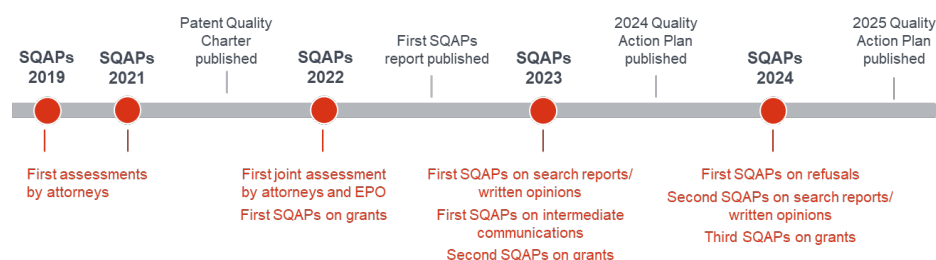 Patent Quality
Charter
published
2024 Quality
Action Plan
published
2025 Quality
Action Plan
published
First SQAPs
report published
SQAPs
2019
SQAPs
2021
SQAPs
2022
SQAPs
2023
SQAPs
2024
First assessments
by attorneys
First joint assessment
by attorneys and EPO
First SQAPs on grants
First SQAPs on search reports/
written opinions
First SQAPs on intermediate
communications
Second SQAPs on grants
First SQAPs on refusals
Second SQAPs on search reports/
written opinions
Third SQAPs on grants